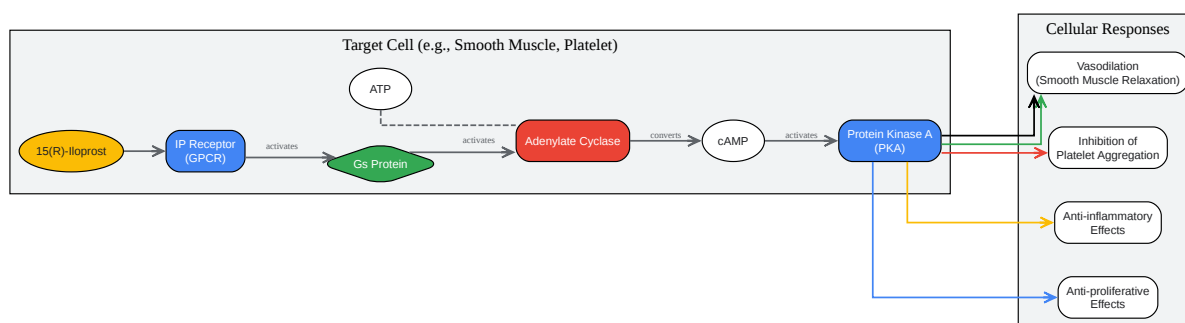 Target Cell (e.g., Smooth Muscle, Platelet)
Cellular Responses
ATP
15(R)-Iloprost
IP Receptor
(GPCR)
activates
Gs Protein
activates
Adenylate Cyclase
converts
cAMP
activates
Protein Kinase A
(PKA)
Vasodilation
(Smooth Muscle Relaxation)
Inhibition of
Platelet Aggregation
Anti-inflammatory
Effects
Anti-proliferative
Effects